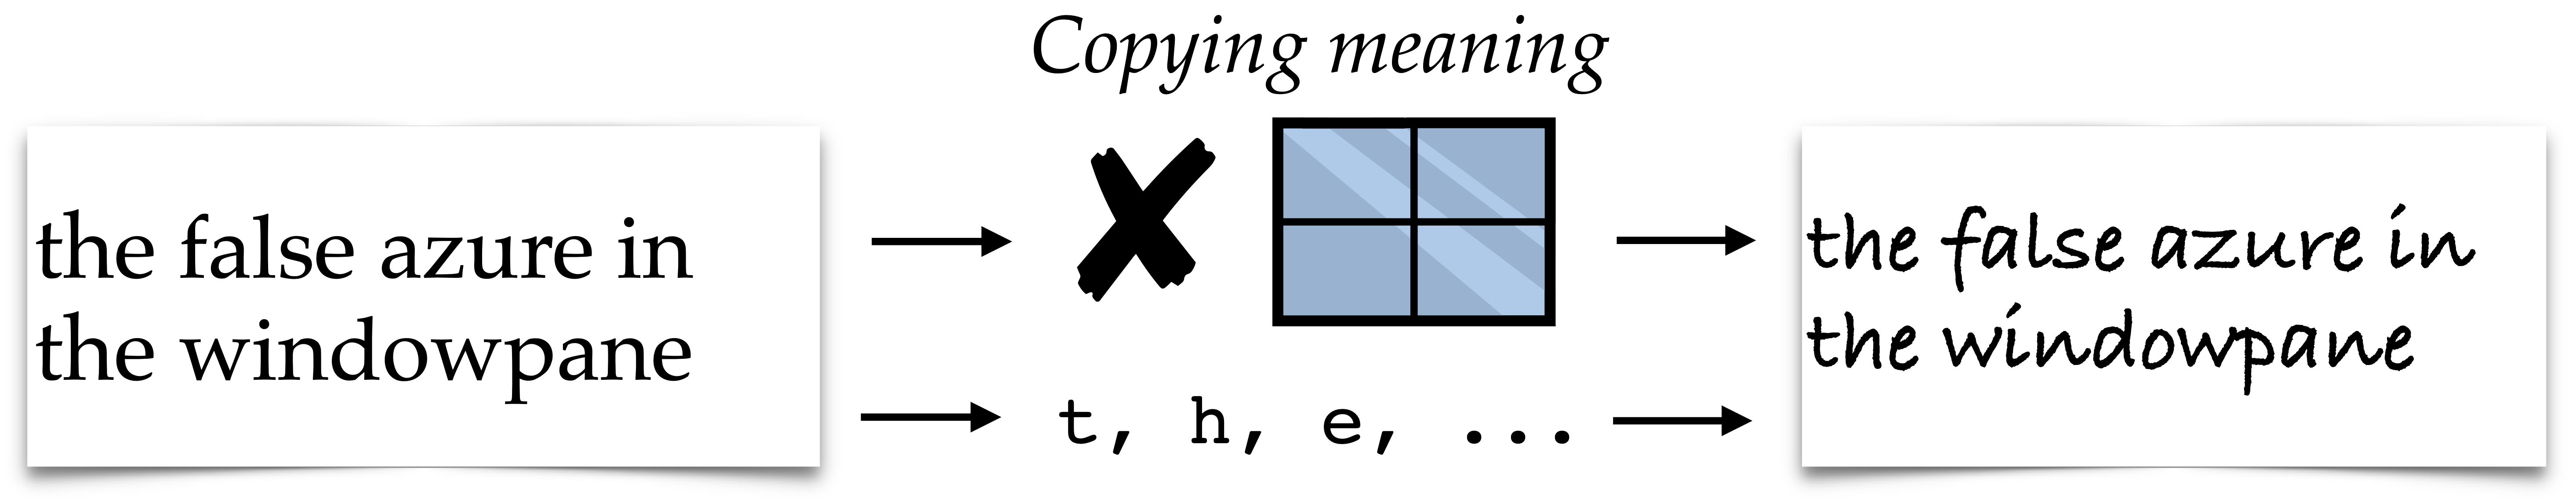 Copying meaning
the false azure in
the windowpane
t, h, e, ...
the false azure in
the windowpane